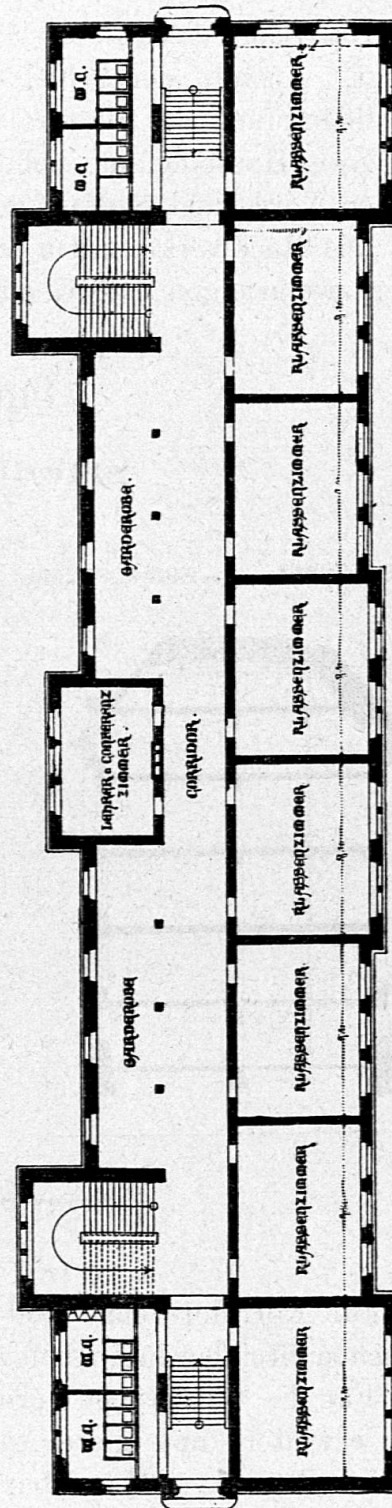 W.C.
W.C.
KLASSENZIMMER
KLASSENZIMMER
GARDEROBE.
KLASSENZIMMER
KLASSENZIMMER
LEHRER & CONFERENZ
ZIMMER.
CORRIDOR.
KLASSENZIMMER
GARDEROBE
KLASSENZIMMER
KLASSENZIMMER
W.C.
W.C.
KLASSENZIMMER